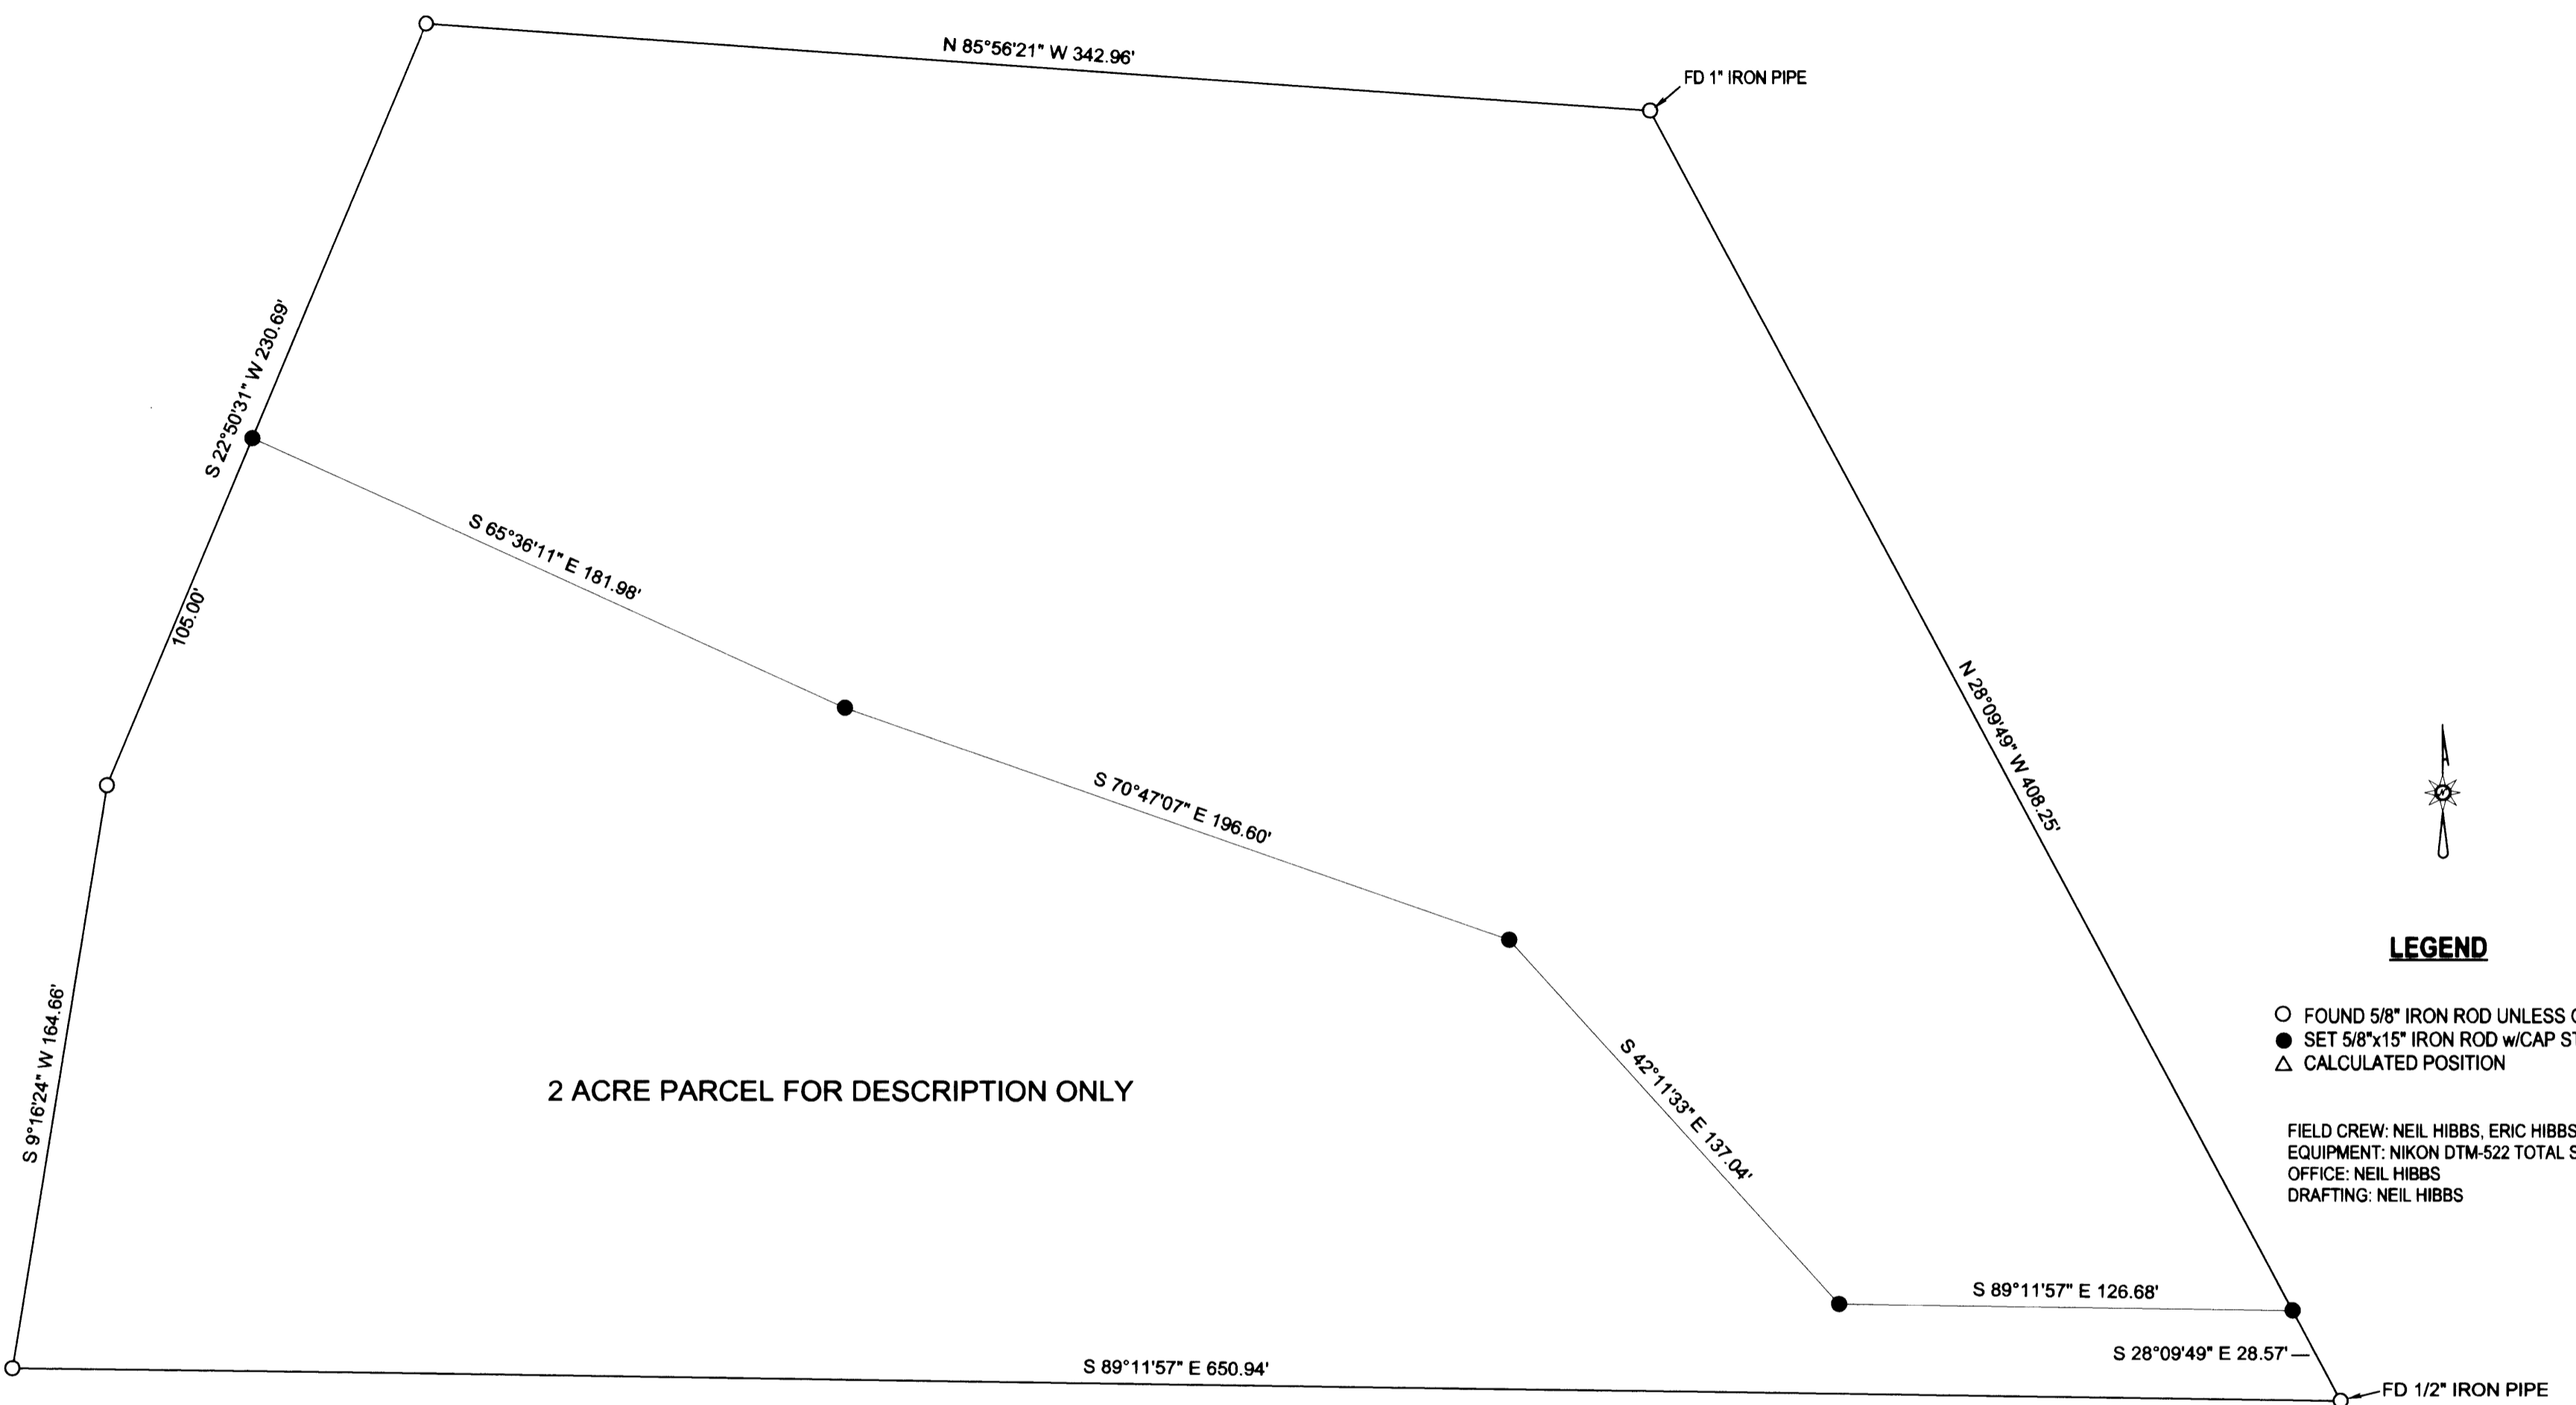 N 85°56'21" W 342.96'
FD 1" IRON PIPE
S 22°50'31" W 230.69'
S 65°36'11" E 181.98'
105.00'
N 28°09'49" W 408.25'
S 70°47'07" E 196.60'
LEGEND
FOUND 5/8" IRON ROD UNLESS
SET 5/8"x15" IRON ROD w/CAP
CALCULATED POSITION
S 9°16'24" W 164.66'
2 ACRE PARCEL FOR DESCRIPTION ONLY
S 42°11'33" E 137.04'
FIELD CREW: NEIL HIBBS, ERIC HIBBS
EQUIPMENT: NIKON DTM-522 TOTAL
OFFICE: NEIL HIBBS
DRAFTING: NEIL HIBBS
S 89°11'57" E 126.68'
S 28°09'49" E 28.57'
S 89°11'57" E 650.94'
FD 1/2" IRON PIPE